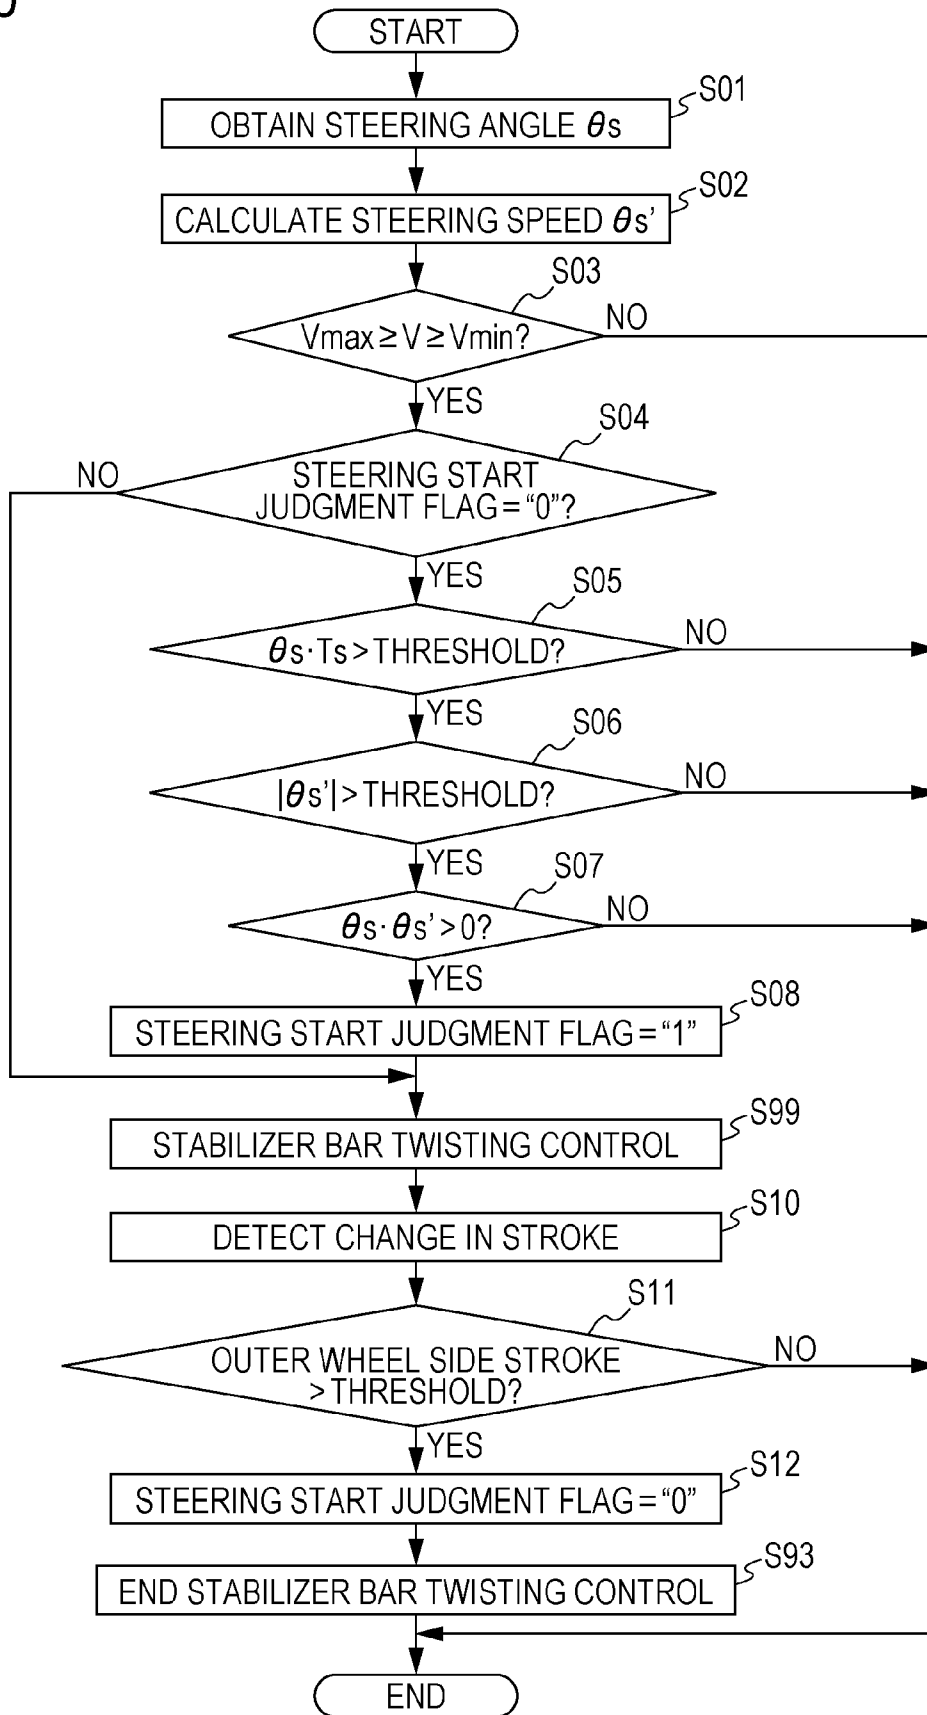 START
S01
OBTAIN STEERING ANGLE θs
S02
CALCULATE STEERING SPEED θs'
S03
Vmax ≥ V ≥ Vmin?
NO
YES
S04
NO
STEERING START
JUDGMENT FLAG = “0”?
YES
S05
θs·Ts > THRESHOLD?
NO
YES
S06
|θs'| > THRESHOLD?
NO
YES
S07
θs·θs' > 0?
NO
YES
S08
STEERING START JUDGMENT FLAG = “1”
S99
STABILIZER BAR TWISTING CONTROL
S10
DETECT CHANGE IN STROKE
S11
OUTER WHEEL SIDE STROKE
> THRESHOLD?
NO
YES
S12
STEERING START JUDGMENT FLAG = “0”
S93
END STABILIZER BAR TWISTING CONTROL
END